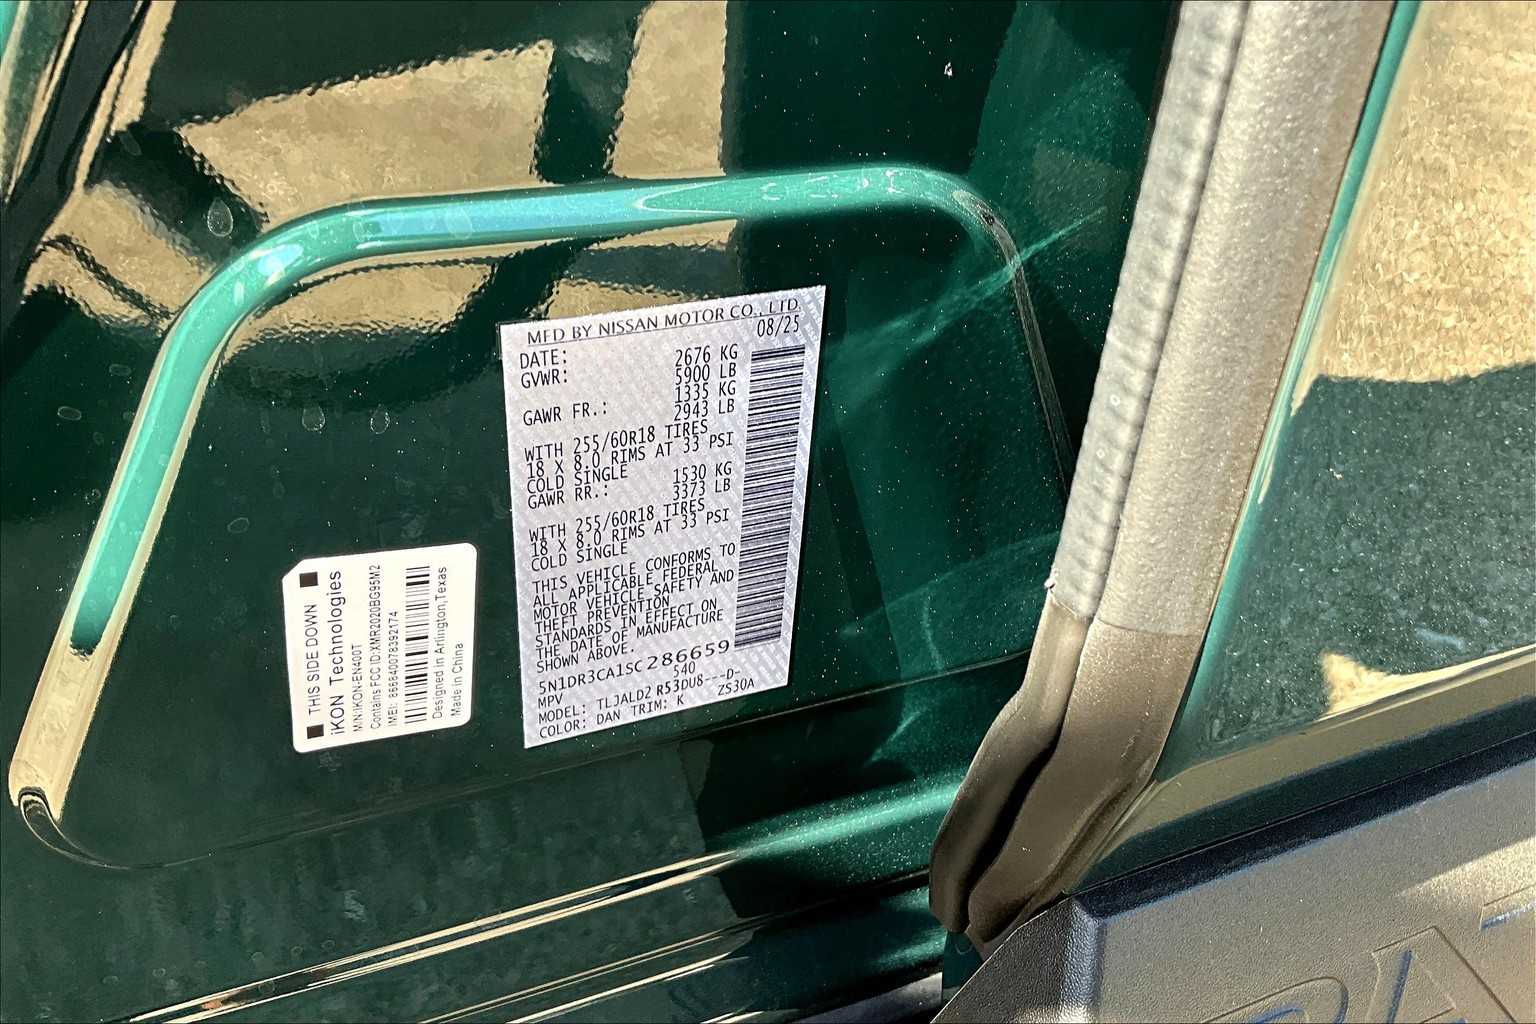 MFD BY NISSAN MOTOR CO., LTD.
08/25
DATE:
GVWR:
2676 KG
5900 LB
GAWR FR.:
1335 KG
2943 LB
WITH 255/60R18 TIRES
18 X 8.0 RIMS AT 33 PSI
COLD SINGLE
GAWR RR.:
1530 KG
3373 LB
WITH 255/60R18 TIRES
18 X 8.0 RIMS AT 33 PSI
COLD SINGLE
THIS VEHICLE CONFORMS TO
ALL APPLICABLE FEDERAL
MOTOR VEHICLE SAFETY AND
THEFT PREVENTION
STANDARDS IN EFFECT ON
THE DATE OF MANUFACTURE
SHOWN ABOVE.
5N1DR3CA1SC286659
MPV 540
MODEL: TLJALD2 R53DU8---D-
COLOR: DAN TRIM: K ZS30A
THIS SIDE DOWN
iKON Technologies
M/N:IKON-EN400T
Contains FCC ID:XMR2020BG95M2
IMEI: 866840078392174
Designed in Arlington,Texas
Made in China